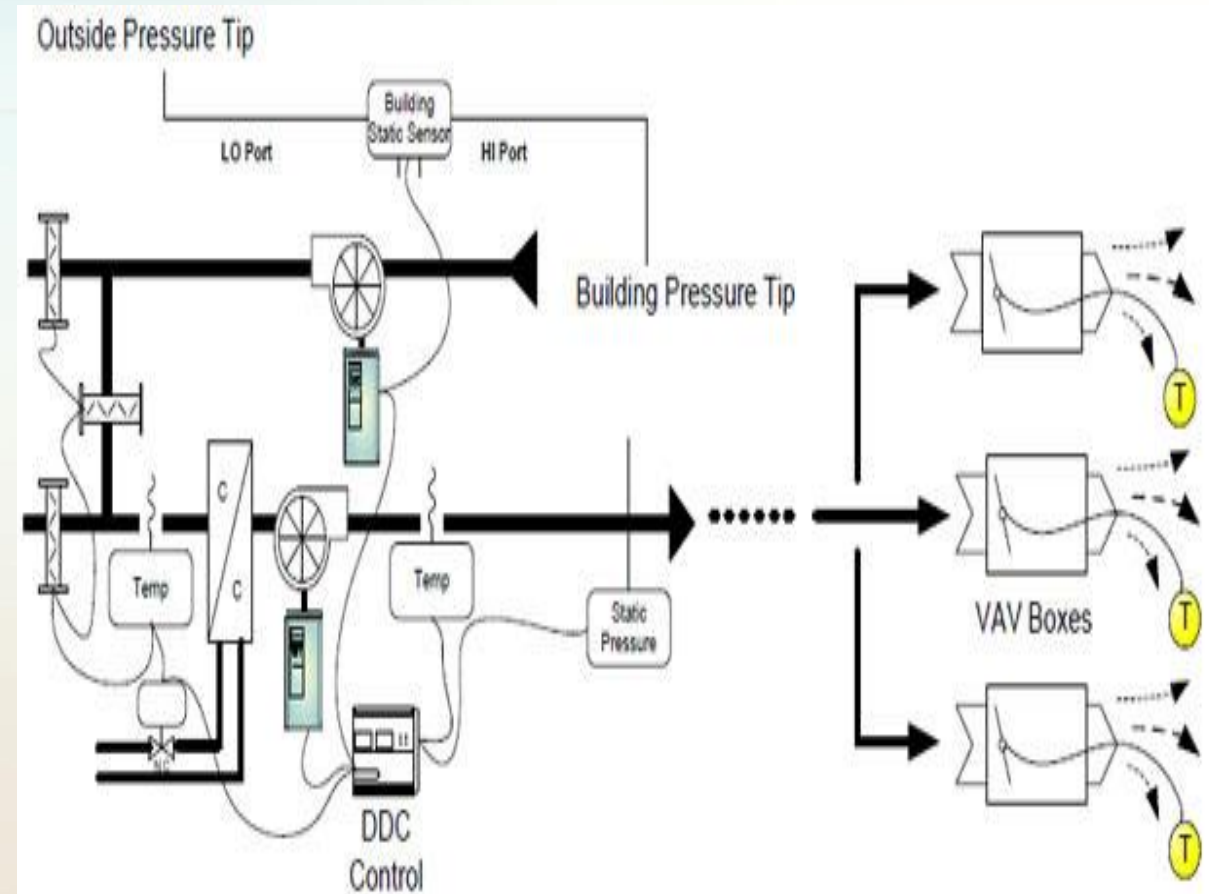 Outside Pressure Tip
Building
Static Sensor
LO Port
HI Port
Building Pressure Tip
C
C
Temp
Temp
Static
Pressure
VAV Boxes
T
T
T
DDC
Control